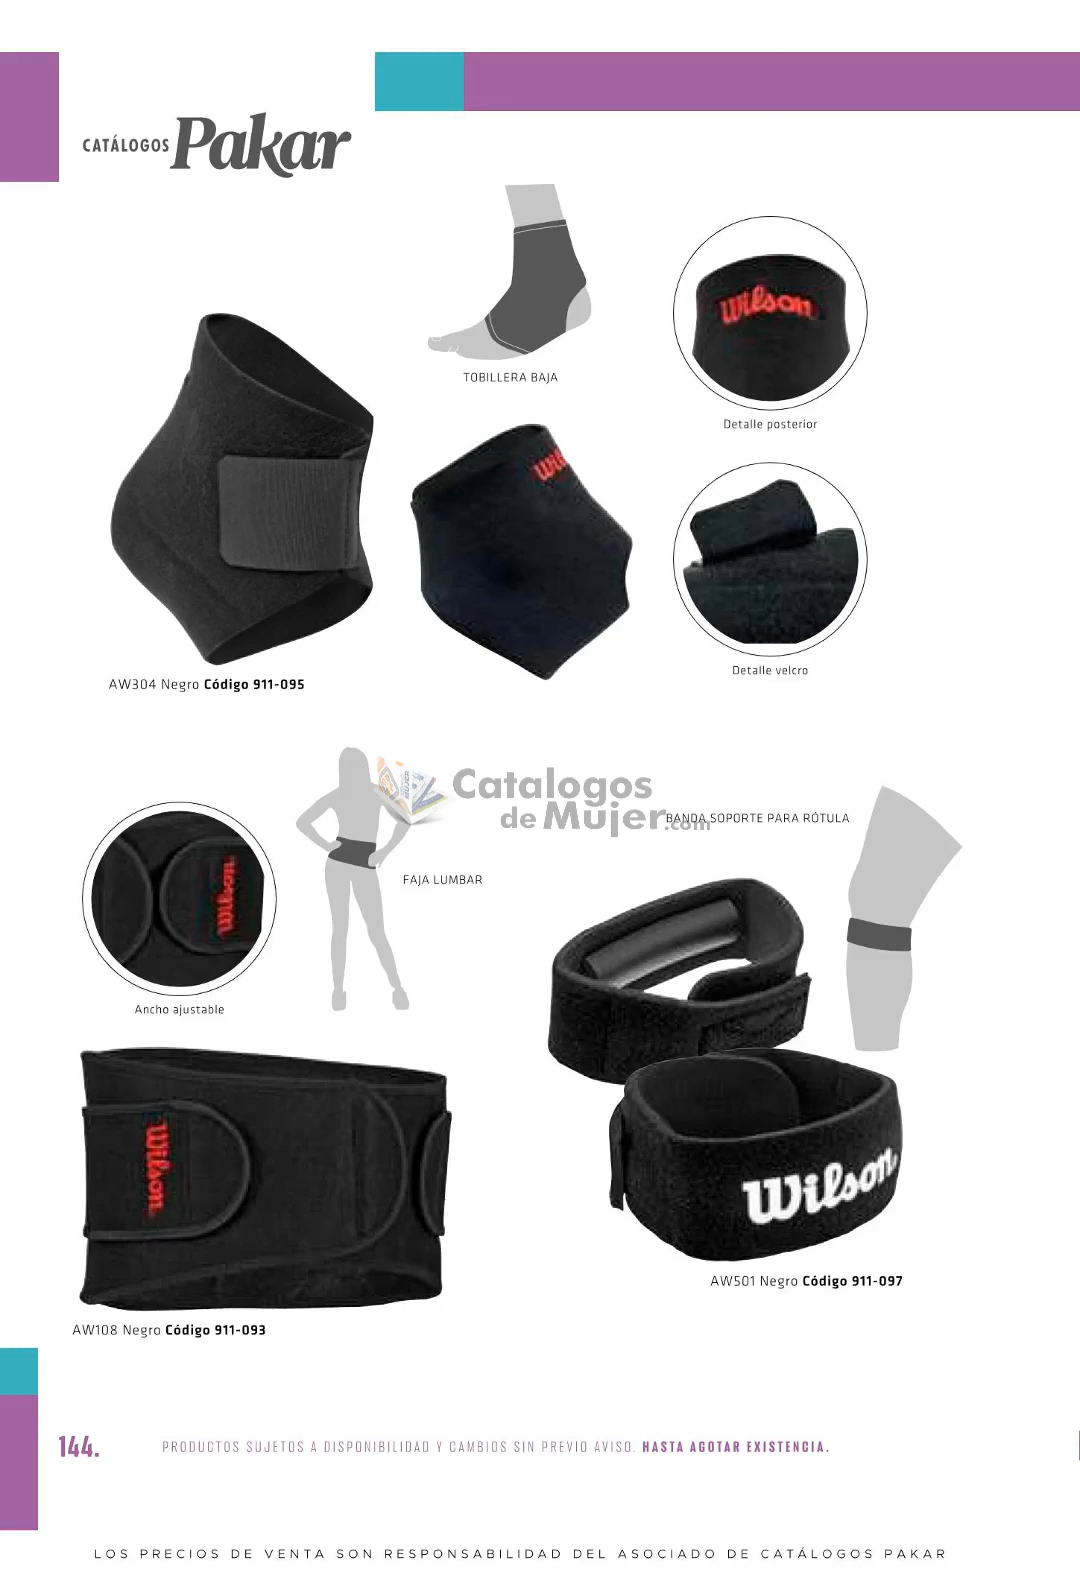 CATÁLOGOS Pakar
TOBILLERA BAJA
Wilson
Detalle posterior
Wil
Detalle velcro
AW304 Negro Código 911-095
Catalogos
de Mujer.com
BANDA SOPORTE PARA RÓTULA
FAJA LUMBAR
Wilson
Ancho ajustable
Wilson
Wilson
AW501 Negro Código 911-097
AW108 Negro Código 911-093
144.
PRODUCTOS SUJETOS A DISPONIBILIDAD Y CAMBIOS SIN PREVIO AVISO. HASTA AGOTAR EXISTENCIA.
LOS PRECIOS DE VENTA SON RESPONSABILIDAD DEL ASOCIADO DE CATÁLOGOS PAKAR